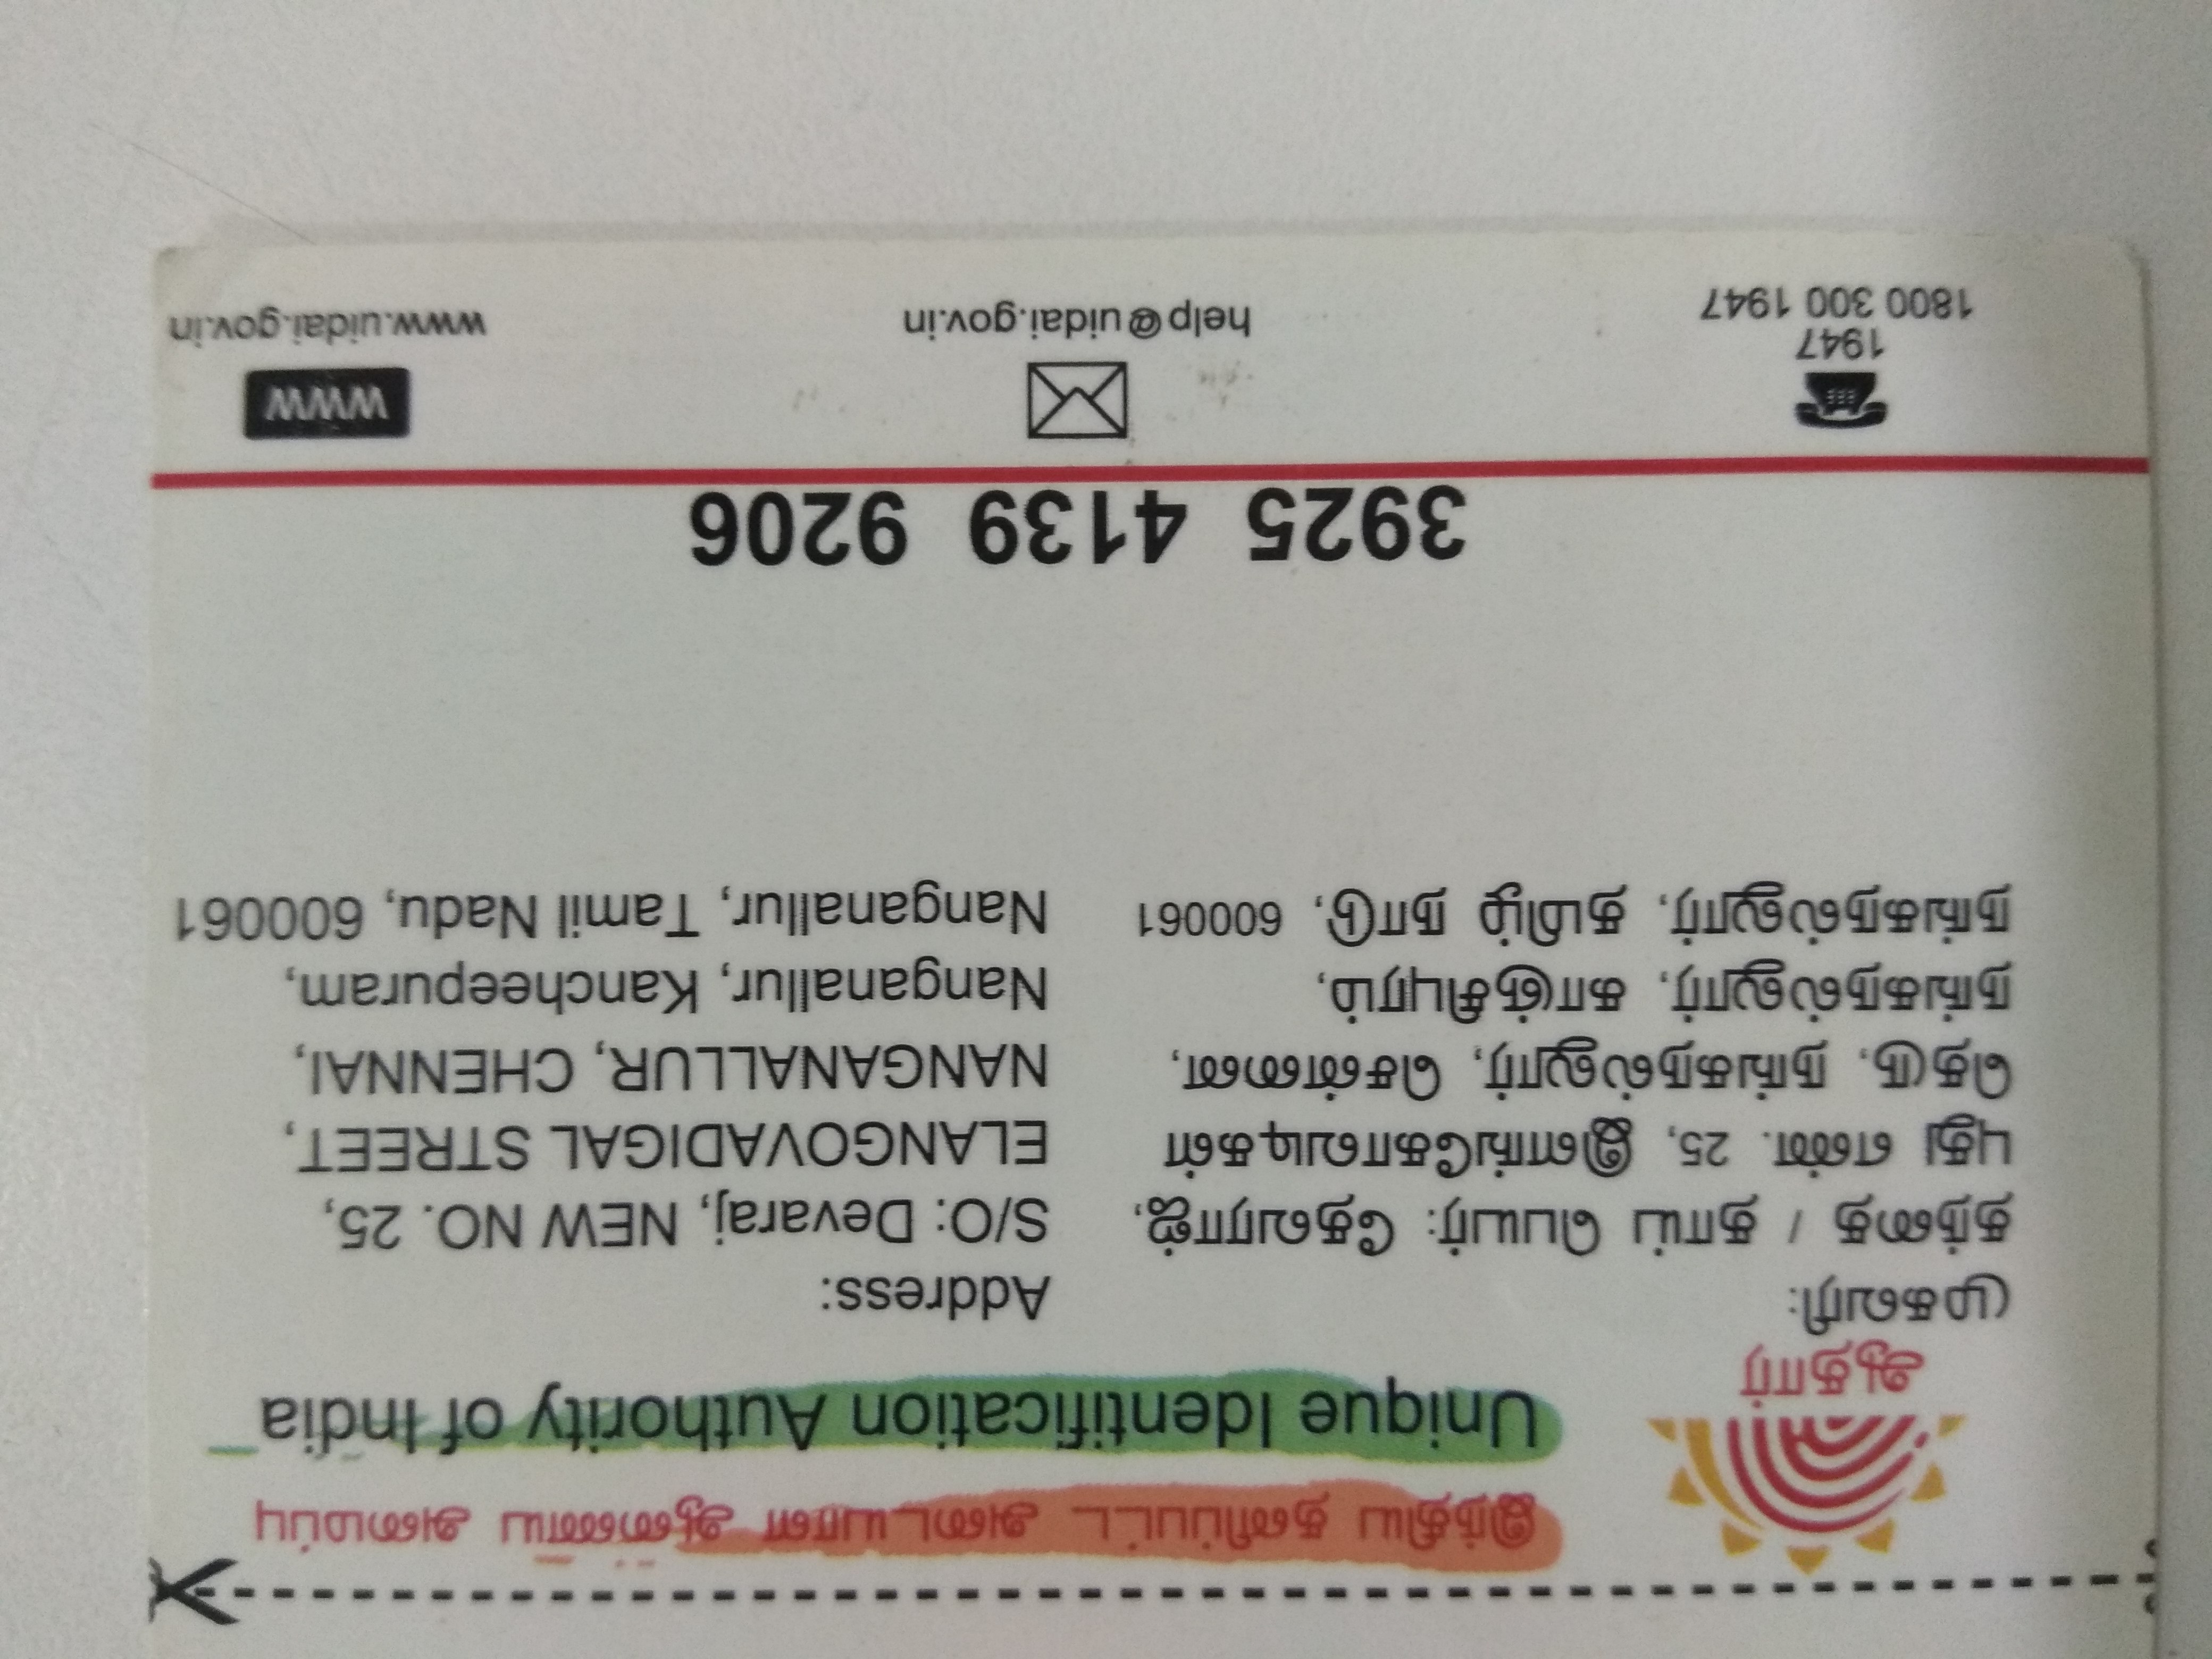 இந்திய தனிப்பட்ட அடையாள ஆணைய அமைப்பு
Unique Identification Authority of India
ஆதார்
முகவரி:
தந்தை / தாய் பெயர்: தேவராஜ்,
புது எண். 25, இளங்கோவடிகள்
தெரு, நங்கநல்லூர், சென்னை,
நங்கநல்லூர், காஞ்சிபுரம்,
நங்கநல்லூர், தமிழ் நாடு, 600061
Address:
S/O: Devaraj, NEW NO. 25,
ELANGOVADIGAL STREET,
NANGANALLUR, CHENNAI,
Nanganallur, Kancheepuram,
Nanganallur, Tamil Nadu, 600061
3925 4139 9206
1947
1800 300 1947
help@uidai.gov.in
www
www.uidai.gov.in